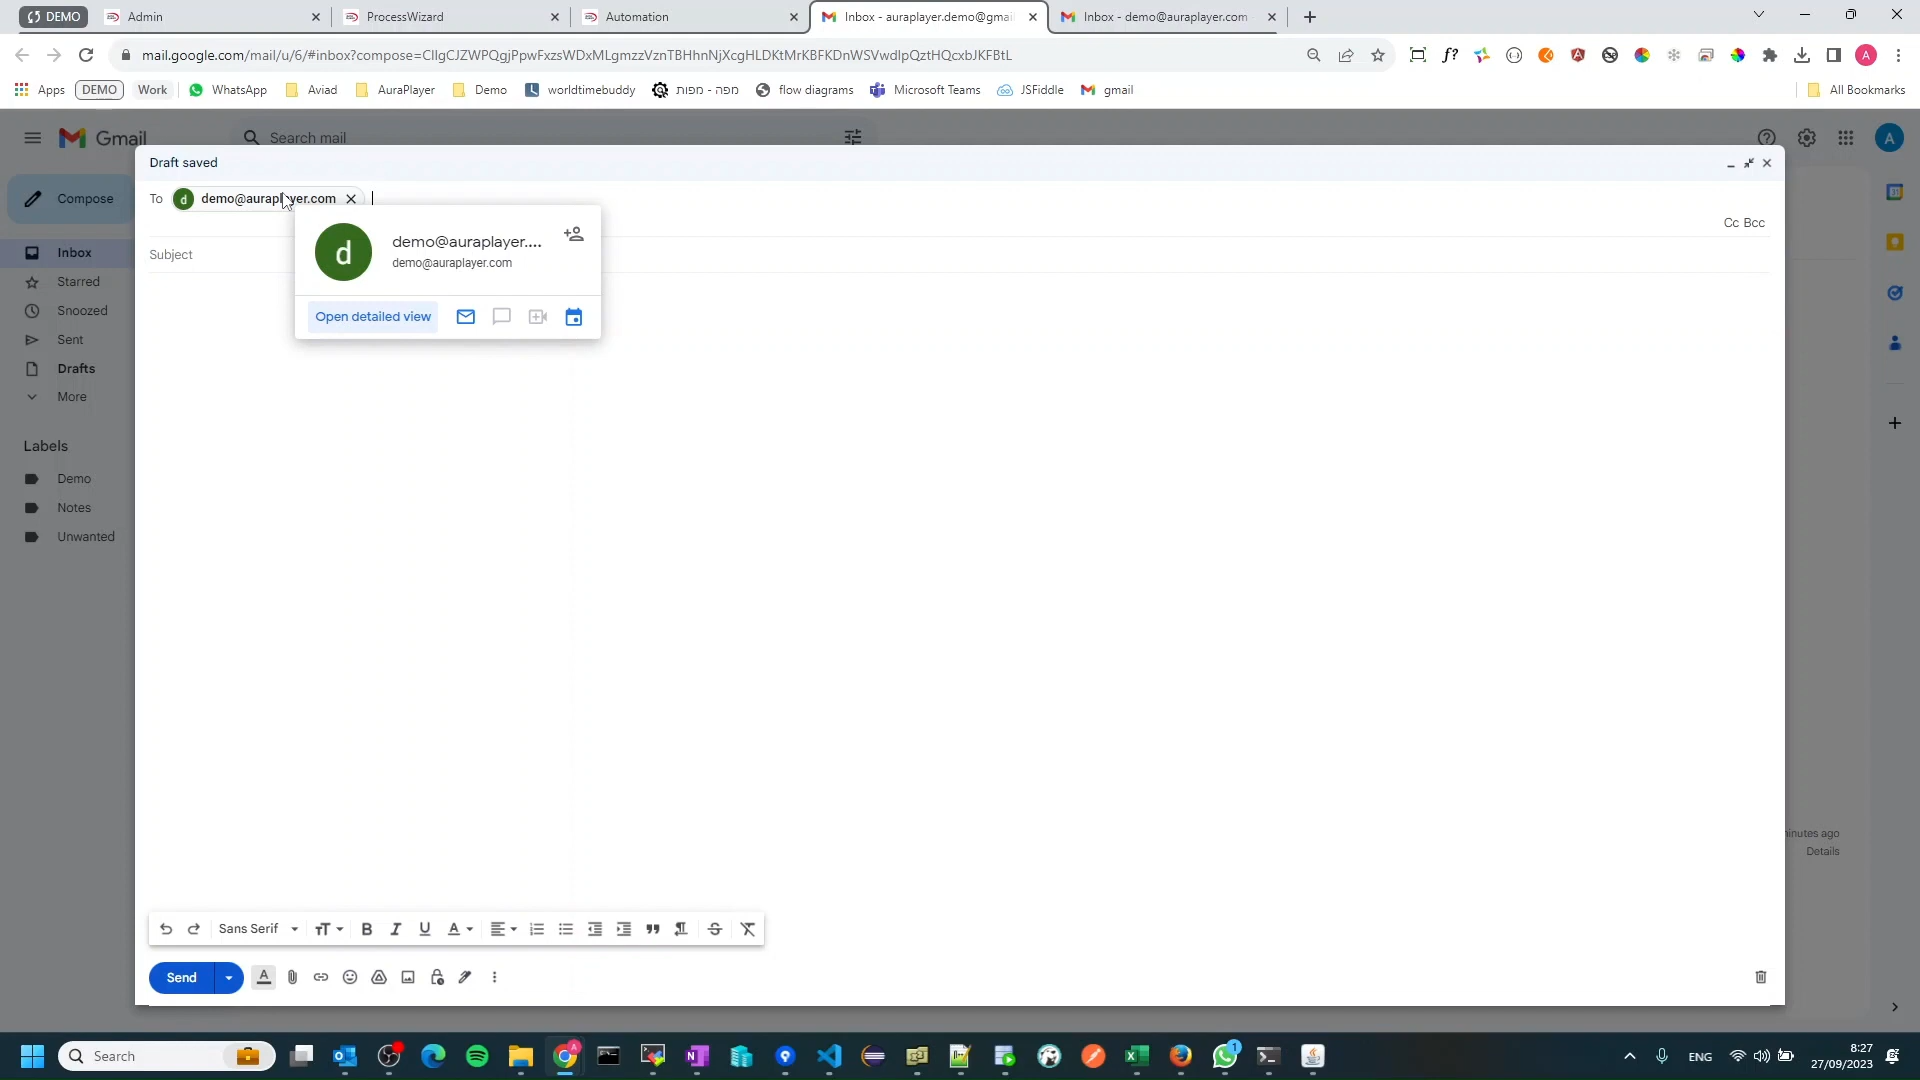 DEMO
Admin
ProcessWizard
Automation
Inbox - auraplayer.demo@gmai
Inbox - demo@auraplayer.com
mail.google.com/mail/u/6/#inbox?compose=CllgCJZWPQgjPpwFxzsWDxMLgmzzVznTBHhnNjXcgHLDKtMrKBFKDnWSVwdlpQztHQcxbJKFBtL
Apps
DEMO
Work
WhatsApp
Aviad
AuraPlayer
Demo
worldtimebuddy
מפה - מפות
flow diagrams
Microsoft Teams
JSFiddle
gmail
All Bookmarks
Gmail
Search mail
A
Draft saved
Compose
To
d
demo@auraplayer.com
Cc Bcc
Subject
d
demo@auraplayer....
demo@auraplayer.com
Open detailed view
Inbox
Starred
Snoozed
Sent
Drafts
More
Labels
Demo
Notes
Unwanted
minutes ago
Details
Sans Serif
Send
Search
ENG
8:27
27/09/2023